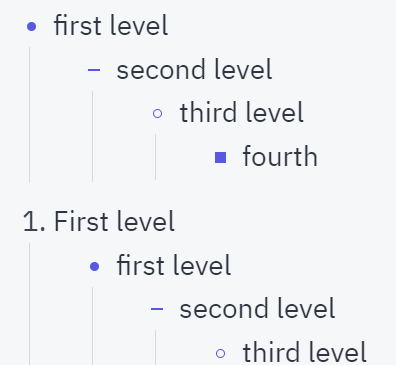 first level
second level
third level
fourth
1. First level
first level
second level
third level